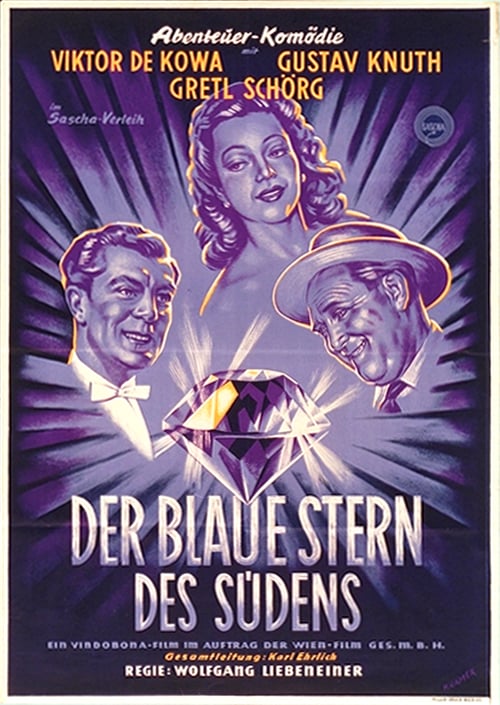 Abenteuer-Komödie
mit
VIKTOR DE KOWA GUSTAV KNUTH
GRETL SCHÖRG
im
Sascha-Verleih
SASCHA
DER BLAUE STERN
DES SÜDENS
EIN VINDOBONA-FILM IM AUFTRAG DER WIEN-FILM GES. M. B. H.
Gesamtleitung: Karl Ehrlich
REGIE: WOLFGANG LIEBENEINER